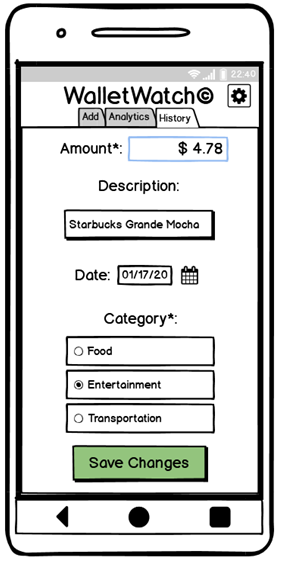 22:40
WalletWatch©
Add Analytics History
Amount*: $ 4.78
Description:
Starbucks Grande Mocha
Date: 01/17/20
Category*:
Food
Entertainment
Transportation
Save Changes